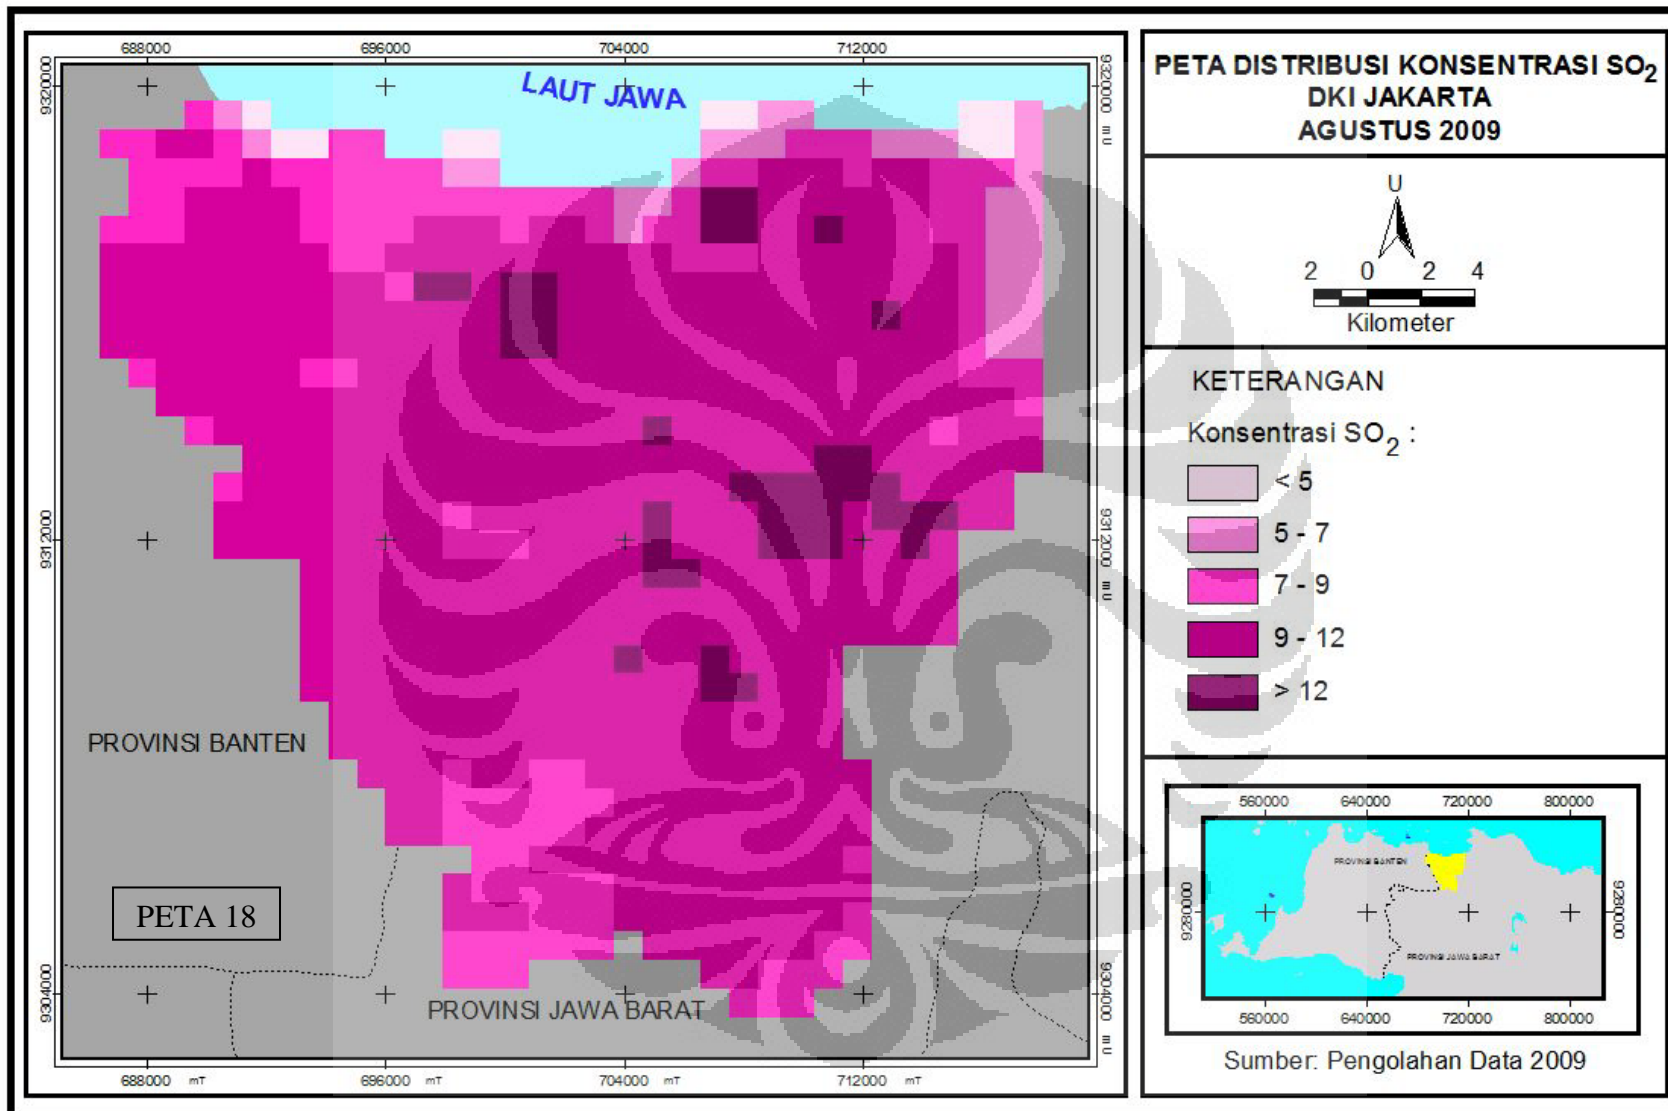 688000
696000
704000
712000
9320000
9320000 mU
LAUT JAWA
9312000
9312000 mU
PROVINSI BANTEN
PETA 18
9304000
9304000 mU
PROVINSI JAWA BARAT
688000 mT
696000 mT
704000 mT
712000 mT
PETA DISTRIBUSI KONSENTRASI SO2
DKI JAKARTA
AGUSTUS 2009
U
2 0 2 4
Kilometer
KETERANGAN
Konsentrasi SO2 :
< 5
5 - 7
7 - 9
9 - 12
> 12
560000 640000 720000 800000
PROVINSI BANTEN
9280000
9280000
PROVINSI JAWA BARAT
560000 640000 720000 800000
Sumber: Pengolahan Data 2009